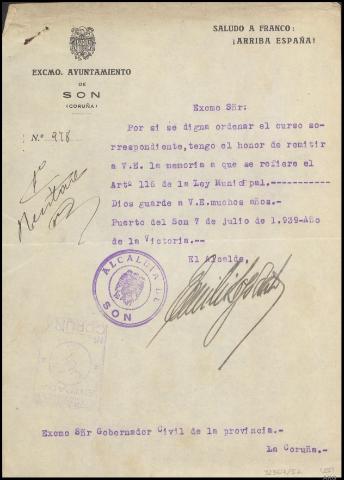 SALUDO A FRANCO:
¡ARRIBA ESPAÑA!
EXCMO. AYUNTAMIENTO
DE
SON
(CORUÑA)
N.º 978
Excmo Sñr:
Por si se digna ordenar el curso so-
rrespondiente, tengo el honor de remitir
a V.E. la memoria a que se refiere el
Artº 116 de la Ley Municipal.-----------
Dios guarde a V.E.muchos años.-
Puerto del Son 7 de julio de 1.939-Año
de la Victoria.--
El Alcalde,
ALCALLIA DE
SON
CORUÑA
Excmo Sñr Gobernador Civil de la provincia.-
La Coruña.-